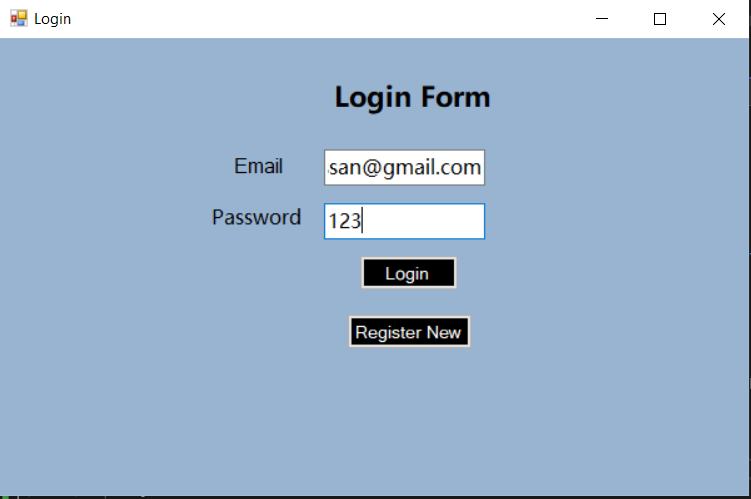 Login
Login Form
Email san@gmail.com
Password 123
Login
Register New